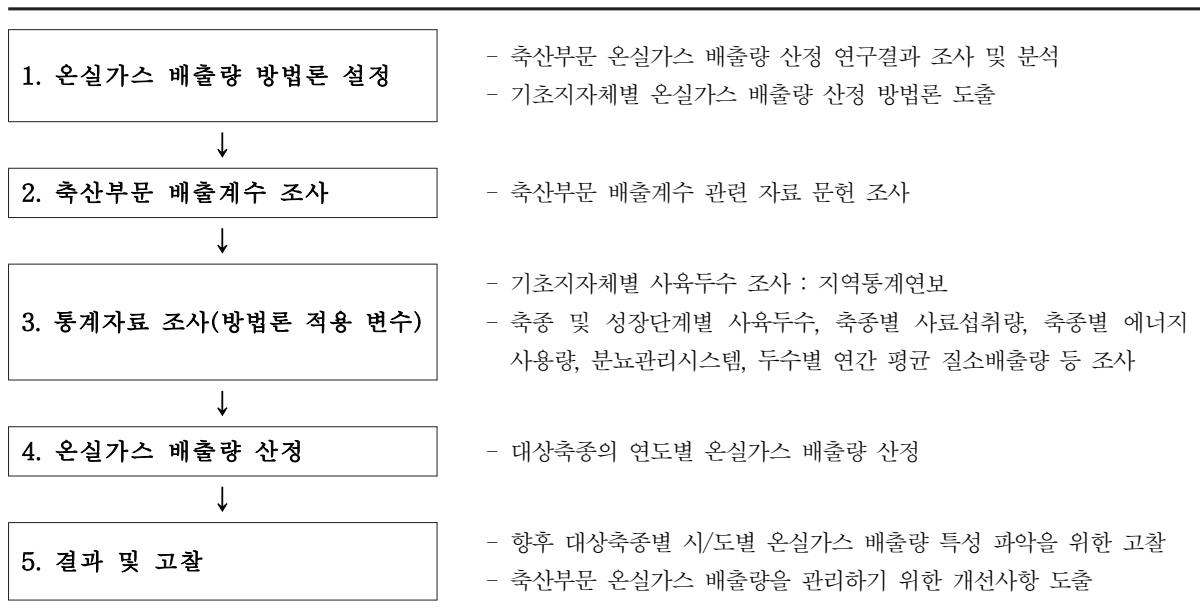 1. 온실가스 배출량 방법론 설정
- 축산부문 온실가스 배출량 산정 연구결과 조사 및 분석
- 기초지자체별 온실가스 배출량 산정 방법론 도출
↓
2. 축산부문 배출계수 조사
- 축산부문 배출계수 관련 자료 문헌 조사
↓
3. 통계자료 조사(방법론 적용 변수)
- 기초지자체별 사육두수 조사 : 지역통계연보
- 축종 및 성장단계별 사육두수, 축종별 사료섭취량, 축종별 에너지
사용량, 분뇨관리시스템, 두수별 연간 평균 질소배출량 등 조사
↓
4. 온실가스 배출량 산정
- 대상축종의 연도별 온실가스 배출량 산정
↓
5. 결과 및 고찰
- 향후 대상축종별 시/도별 온실가스 배출량 특성 파악을 위한 고찰
- 축산부문 온실가스 배출량을 관리하기 위한 개선사항 도출